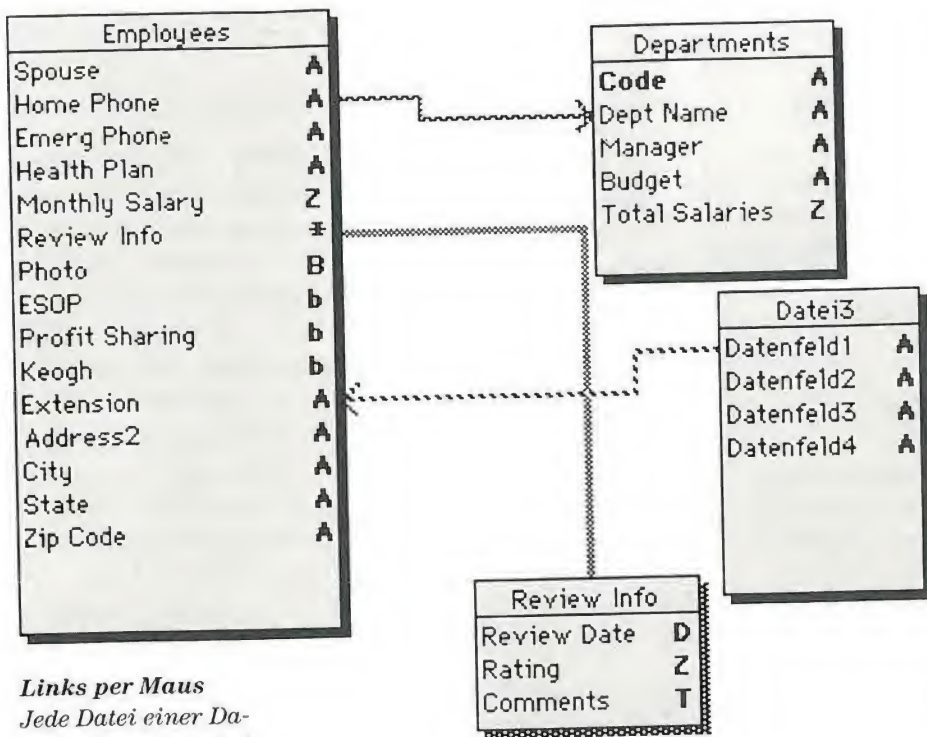 Employees
Spouse A
Home Phone A
Emerg Phone A
Health Plan A
Monthly Salary Z
Review Info *
Photo B
ESOP b
Profit Sharing b
Keogh b
Extension A
Address2 A
City A
State A
Zip Code A
Departments
Code A
Dept Name A
Manager A
Budget A
Total Salaries Z
Datei3
Datenfeld1 A
Datenfeld2 A
Datenfeld3 A
Datenfeld4 A
Review Info
Review Date D
Rating Z
Comments T
Links per Maus
Jede Datei einer Da-